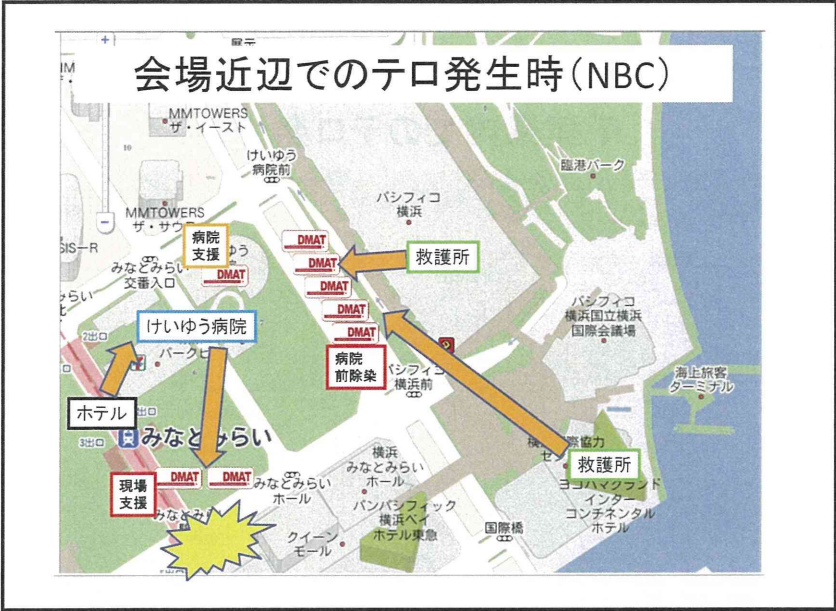 会場近辺でのテロ発生時(NBC)
展示
MMTOWERS
ザ・イースト
けいゆう
病院前
臨港パーク
パシフィコ
横浜
MMTOWERS
ザ・サウス
病院
支援
DMAT
DMAT
DMAT
DMAT
DMAT
DMAT
救護所
みなとみらい
交番入口
けいゆう病院
パシフィコ
横浜国立横浜
国際会議場
2出口
病院
前除染
パシフィコ
横浜前
海上旅客
ターミナル
ホテル
出口
3出口
みなとみらい
救護所
現場
支援
DMAT
DMAT
みなとみらい
ホール
横浜
みなとみらい
ホール
ヨコハマグランド
インター
コンチネンタル
ホテル
パンパシフィック
横浜ベイ
ホテル東急
クイーン
モール
国際橋